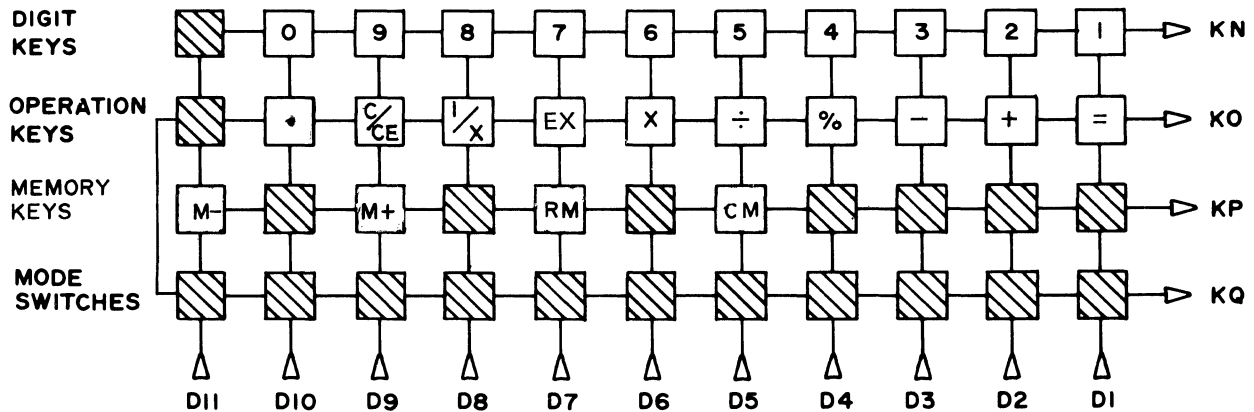 DIGIT
KEYS
0 9 8 7 6 5 4 3 2 1 KN
OPERATION
KEYS
• C/CE 1/X EX X ÷ % − + = KO
MEMORY
KEYS
M- M+ RM CM KP
MODE
SWITCHES
KQ
D11 D10 D9 D8 D7 D6 D5 D4 D3 D2 D1